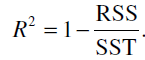 R² = 1 − RSS/SST.